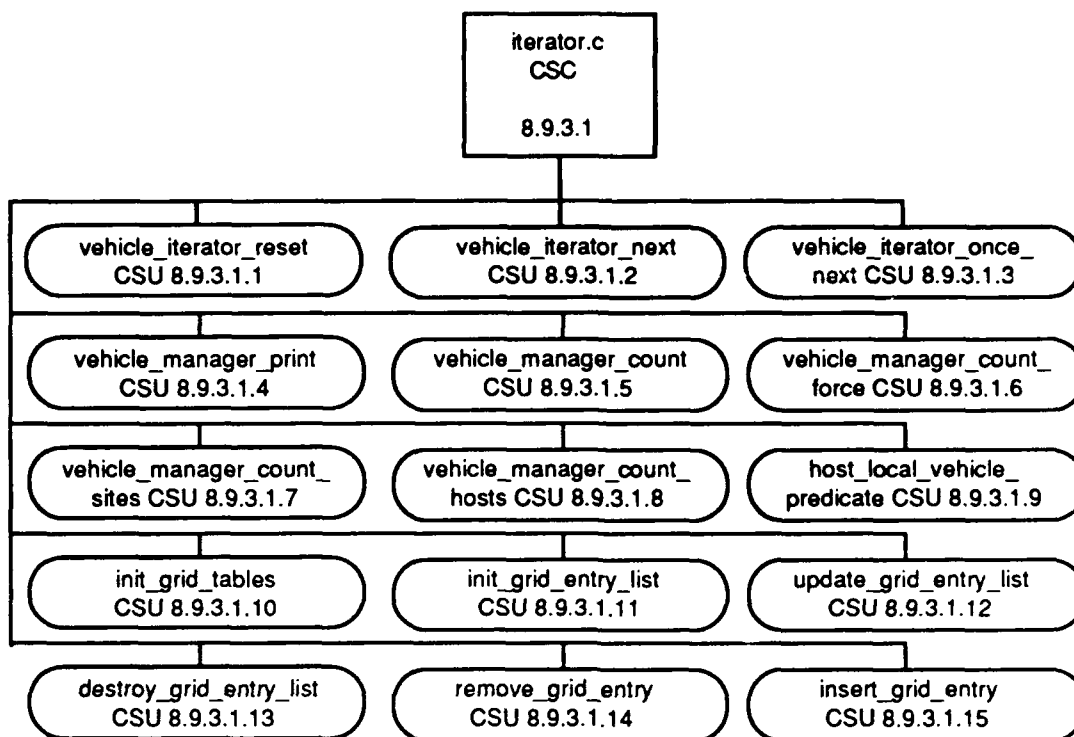 iterator.c
CSC
8.9.3.1
vehicle_iterator_reset
CSU 8.9.3.1.1
vehicle_iterator_next
CSU 8.9.3.1.2
vehicle_iterator_once_
next CSU 8.9.3.1.3
vehicle_manager_print
CSU 8.9.3.1.4
vehicle_manager_count
CSU 8.9.3.1.5
vehicle_manager_count_
force CSU 8.9.3.1.6
vehicle_manager_count_
sites CSU 8.9.3.1.7
vehicle_manager_count_
hosts CSU 8.9.3.1.8
host_local_vehicle_
predicate CSU 8.9.3.1.9
init_grid_tables
CSU 8.9.3.1.10
init_grid_entry_list
CSU 8.9.3.1.11
update_grid_entry_list
CSU 8.9.3.1.12
destroy_grid_entry_list
CSU 8.9.3.1.13
remove_grid_entry
CSU 8.9.3.1.14
insert_grid_entry
CSU 8.9.3.1.15